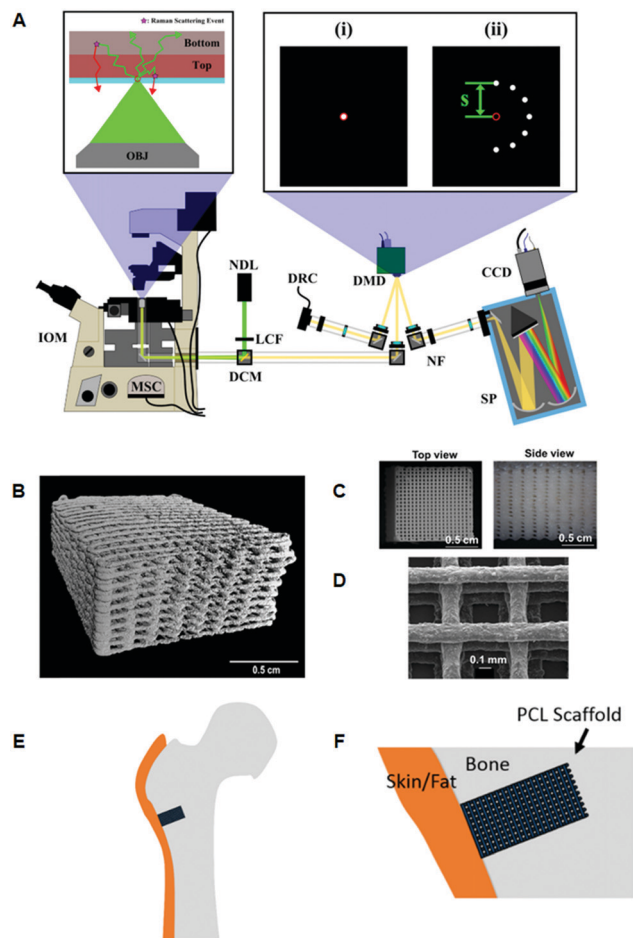 A
☆: Raman Scattering Event
Bottom
Top
OBJ
(i)
(ii)
S
NDL
DRC
DMD
CCD
IOM
LCF
NF
DCM
SP
MSC
B
0.5 cm
C
Top view
Side view
0.5 cm
0.5 cm
D
0.1 mm
E
F
PCL Scaffold
Bone
Skin/Fat